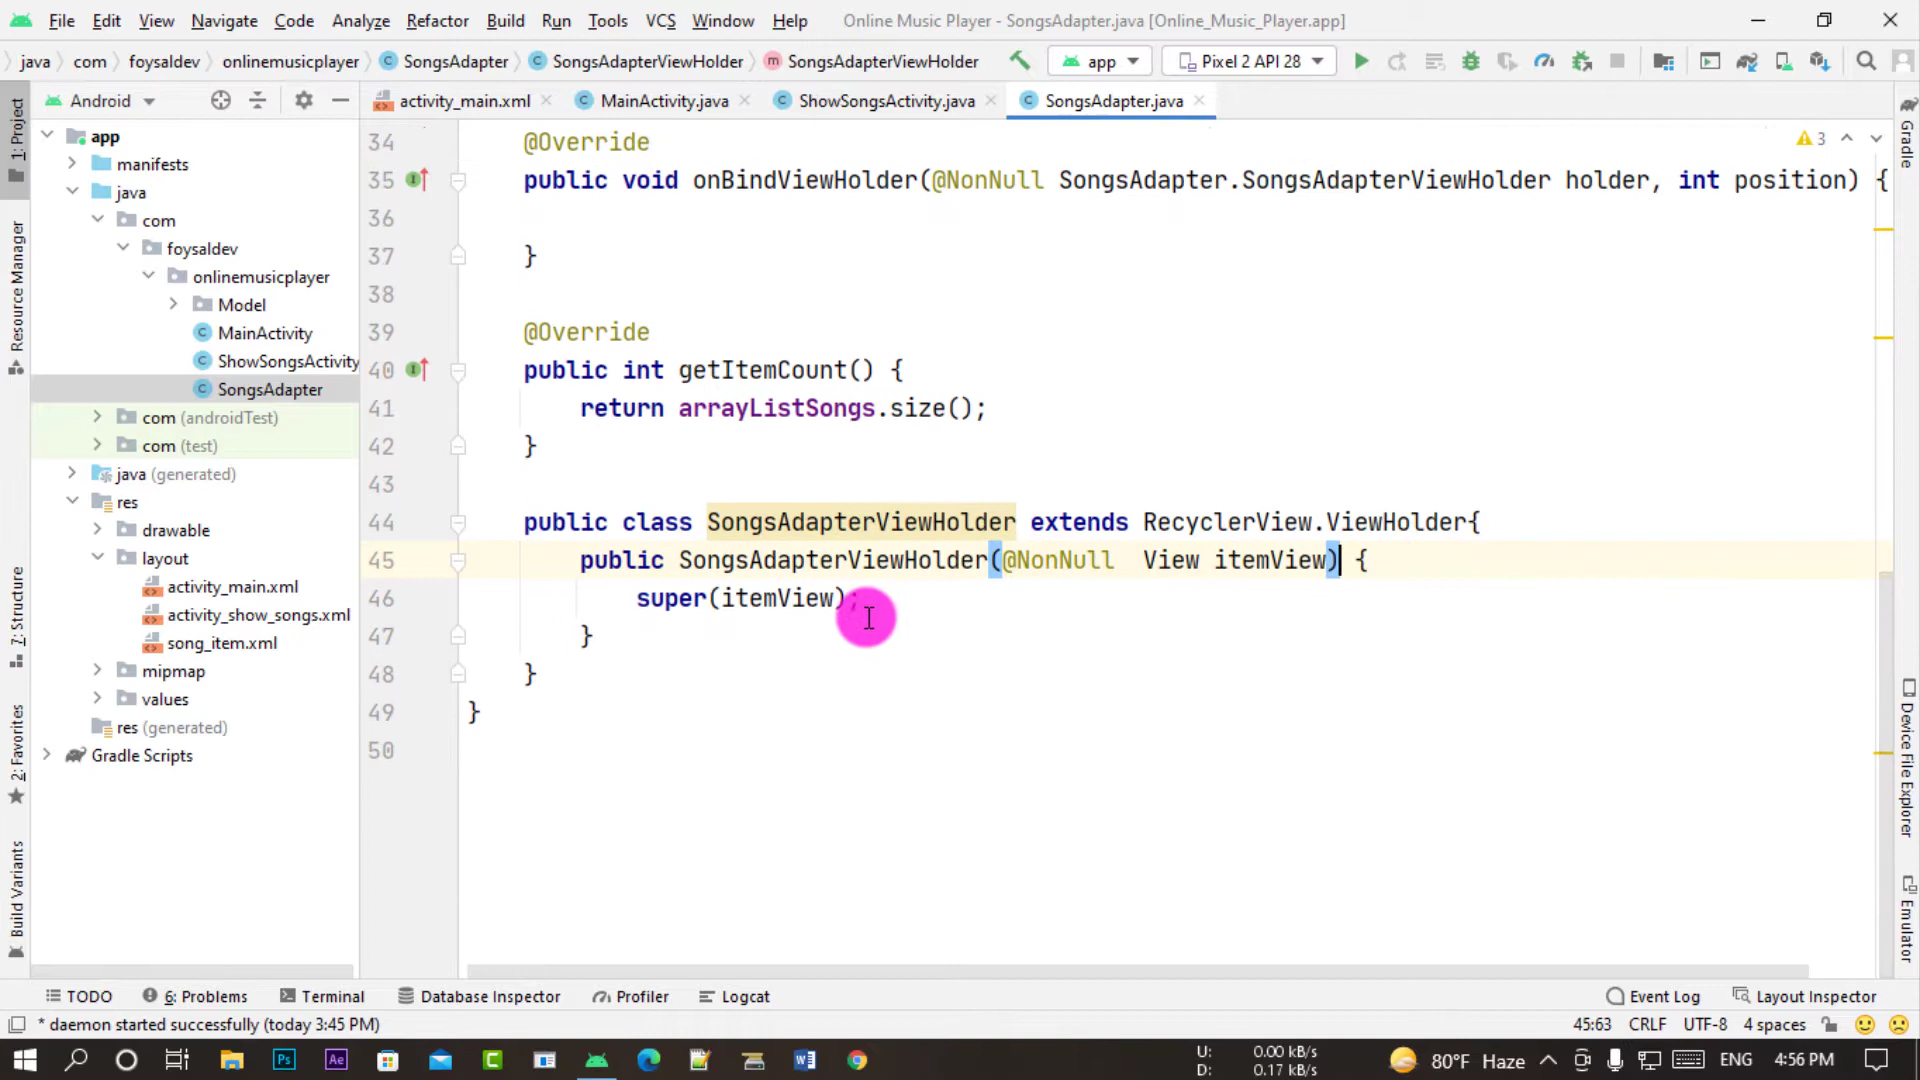 File Edit View Navigate Code Analyze Refactor Build Run Tools VCS Window Help Online Music Player - SongsAdapter.java [Online_Music_Player.app]
java com foysaldev onlinemusicplayer SongsAdapter SongsAdapterViewHolder SongsAdapterViewHolder app Pixel 2 API 28
Android activity_main.xml MainActivity.java ShowSongsActivity.java SongsAdapter.java
1: Project
Resource Manager
7: Structure
2: Favorites
Build Variants
app
manifests
java
com
foysaldev
onlinemusicplayer
Model
MainActivity
ShowSongsActivity
SongsAdapter
com (androidTest)
com (test)
java (generated)
res
drawable
layout
activity_main.xml
activity_show_songs.xml
song_item.xml
mipmap
values
res (generated)
Gradle Scripts
34 @Override
35 public void onBindViewHolder(@NonNull SongsAdapter.SongsAdapterViewHolder holder, int position) {
36
37 }
38
39 @Override
40 public int getItemCount() {
41 return arrayListSongs.size();
42 }
43
44 public class SongsAdapterViewHolder extends RecyclerView.ViewHolder{
45 public SongsAdapterViewHolder(@NonNull  View itemView) {
46 super(itemView);
47 }
48 }
49 }
50
3
Gradle
Device File Explorer
Emulator
TODO 6: Problems Terminal Database Inspector Profiler Logcat Event Log Layout Inspector
* daemon started successfully (today 3:45 PM) 45:63 CRLF UTF-8 4 spaces
Ps Ae C W U: 0.00 kB/s 80°F Haze ENG 4:56 PM
D: 0.17 kB/s